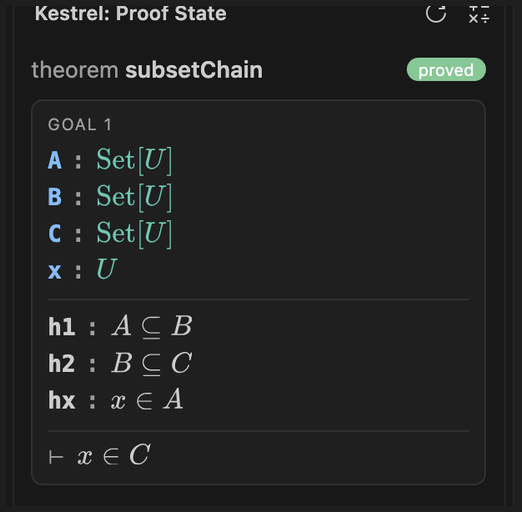 Kestrel: Proof State
theorem subsetChain proved
GOAL 1
A : Set[U]
B : Set[U]
C : Set[U]
x : U
h1 : A ⊆ B
h2 : B ⊆ C
hx : x ∈ A
⊢ x ∈ C